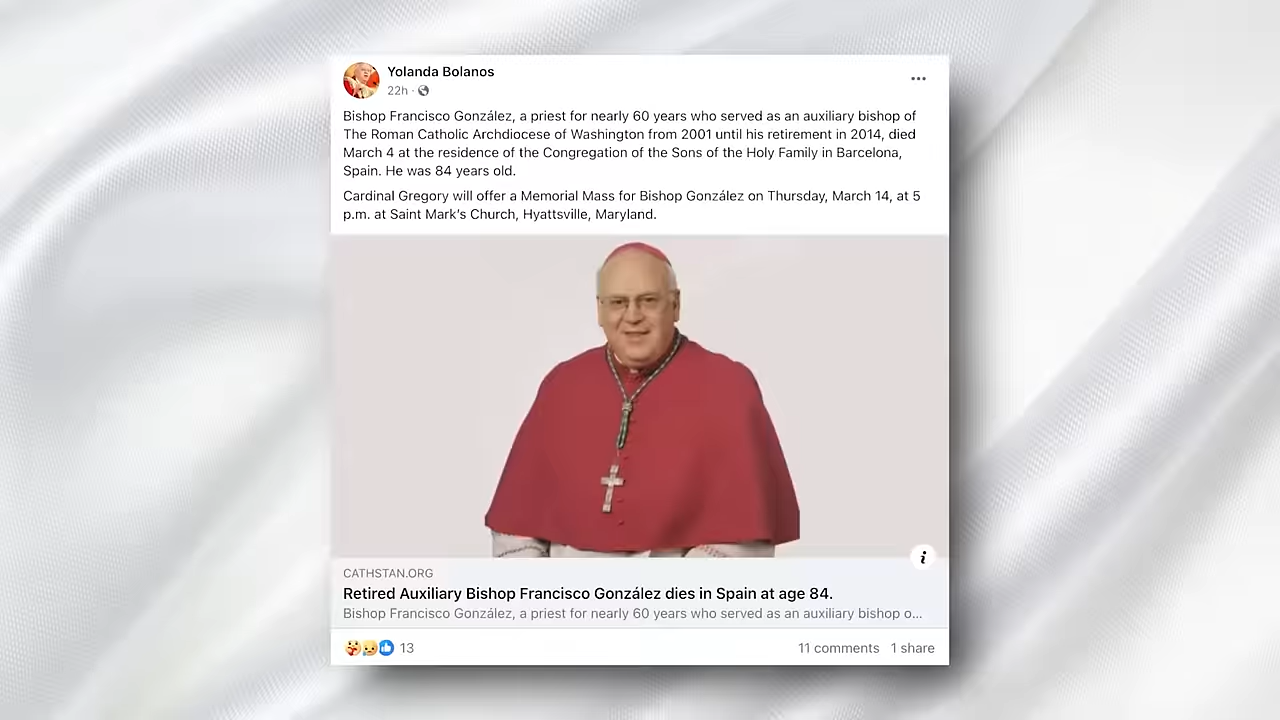 Yolanda Bolanos
22h ·
Bishop Francisco González, a priest for nearly 60 years who served as an auxiliary bishop of
The Roman Catholic Archdiocese of Washington from 2001 until his retirement in 2014, died
March 4 at the residence of the Congregation of the Sons of the Holy Family in Barcelona,
Spain. He was 84 years old.
Cardinal Gregory will offer a Memorial Mass for Bishop González on Thursday, March 14, at 5
p.m. at Saint Mark's Church, Hyattsville, Maryland.
i
CATHSTAN.ORG
Retired Auxiliary Bishop Francisco González dies in Spain at age 84.
Bishop Francisco González, a priest for nearly 60 years who served as an auxiliary bishop o...
13
11 comments 1 share